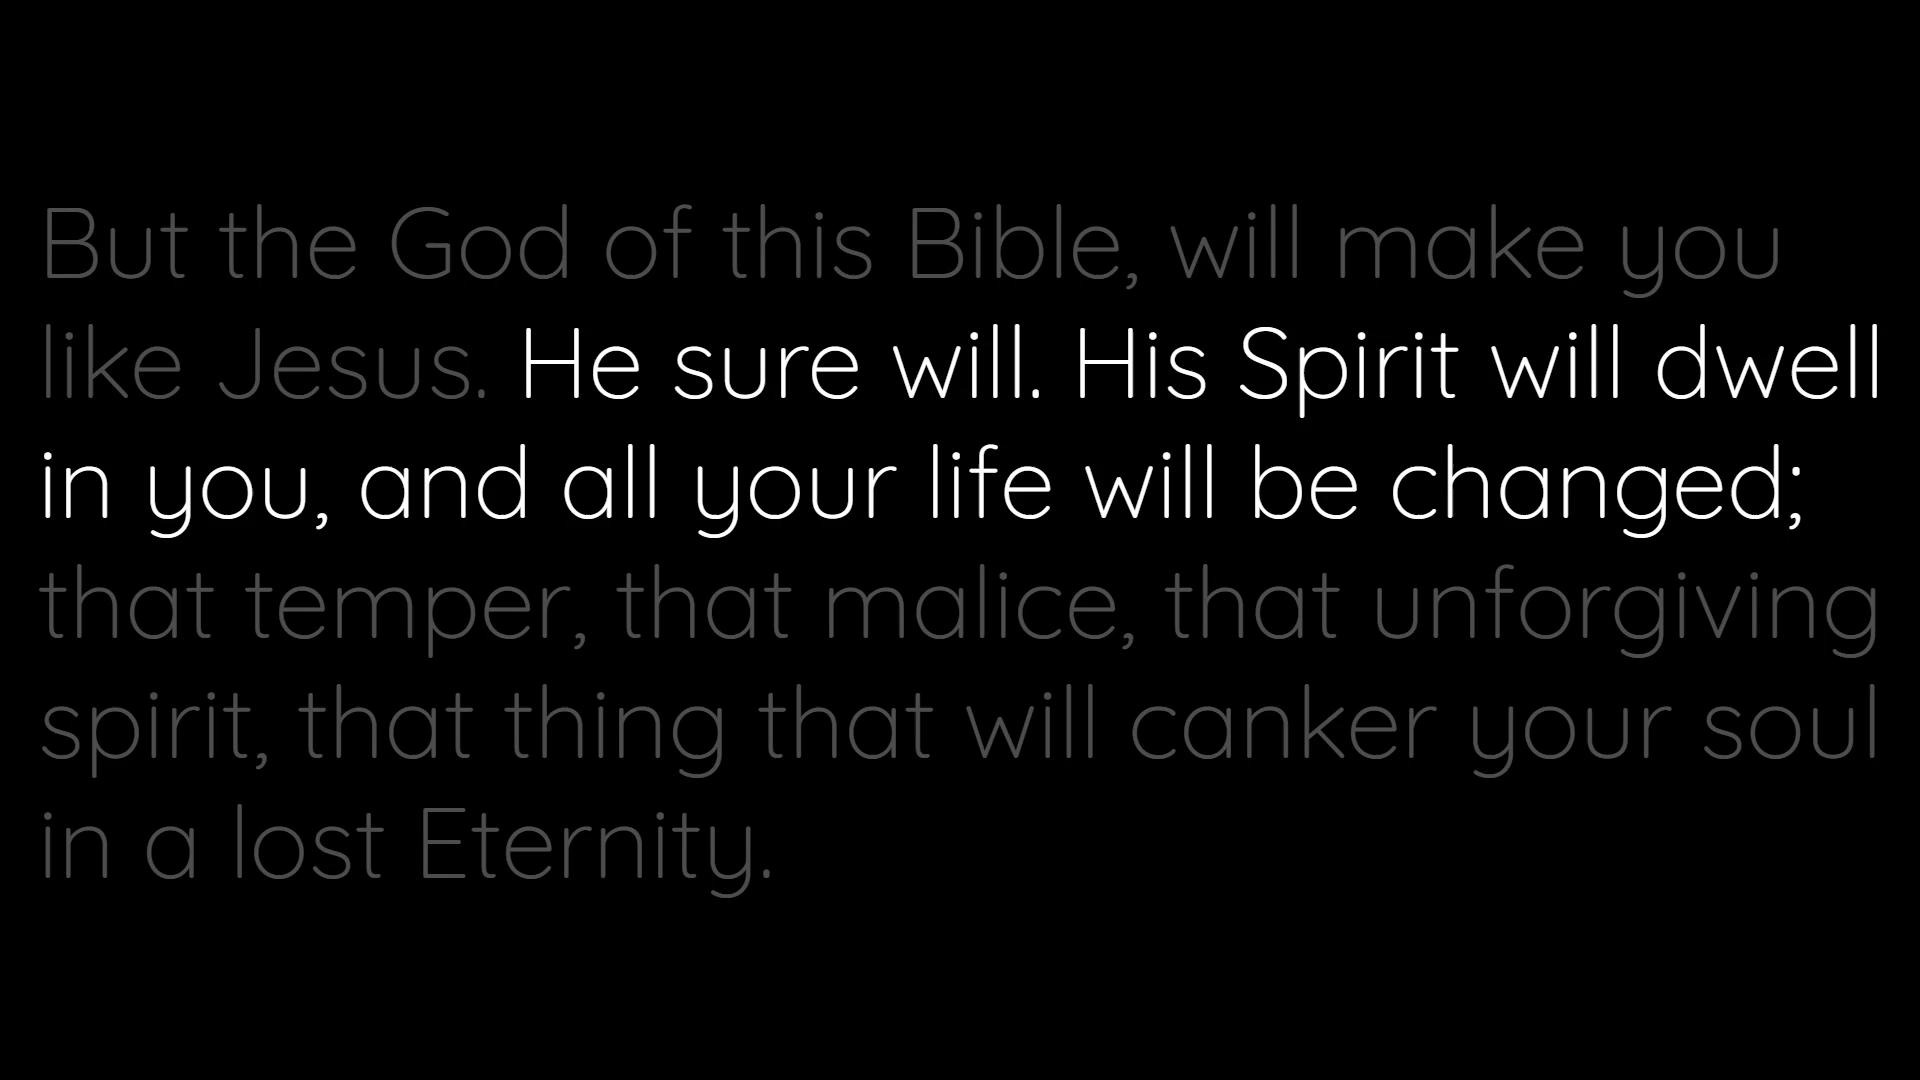 But the God of this Bible, will make you
like Jesus. He sure will. His Spirit will dwell
in you, and all your life will be changed;
that temper, that malice, that unforgiving
spirit, that thing that will canker your soul
in a lost Eternity.